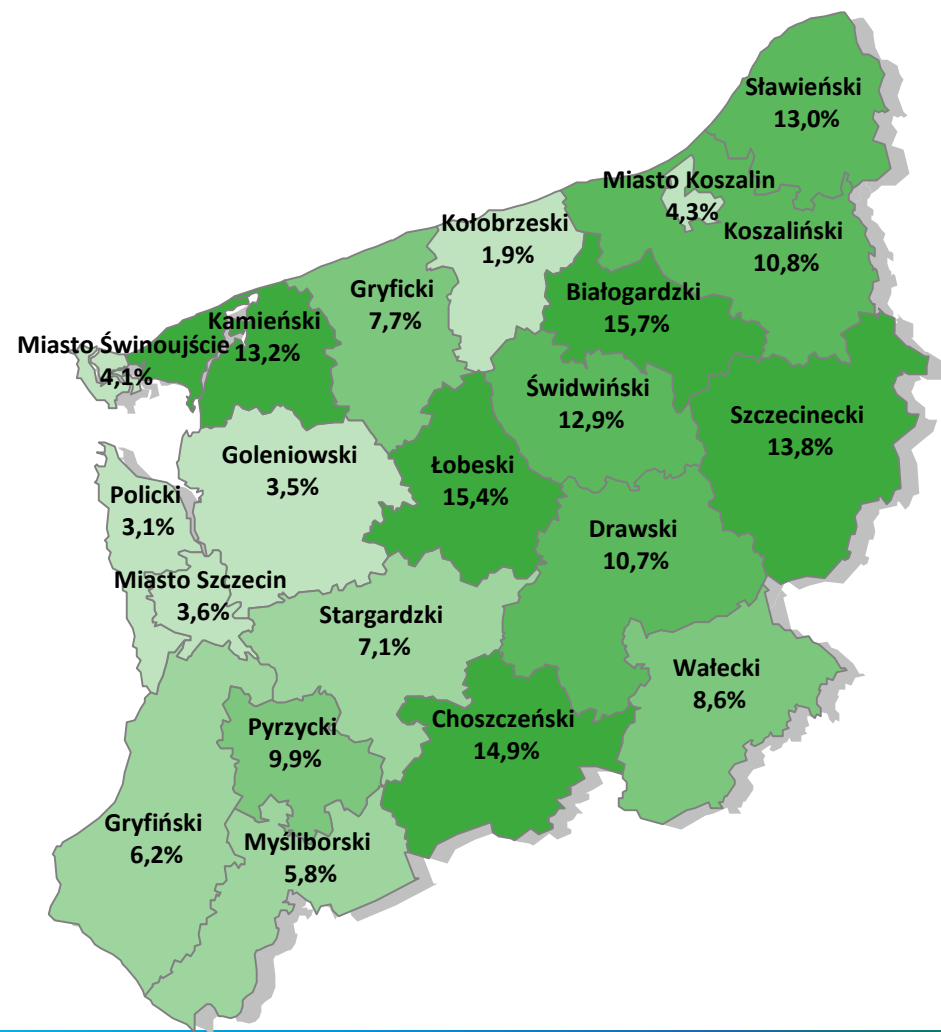 Sławieński
13,0%
Miasto Koszalin
4,3%
Koszaliński
10,8%
Kołobrzeski
1,9%
Gryficki
7,7%
Białogardzki
15,7%
Kamieński
13,2%
Miasto Świnoujście
4,1%
Świdwiński
12,9%
Szczecinecki
13,8%
Goleniowski
3,5%
Łobeski
15,4%
Policki
3,1%
Drawski
10,7%
Miasto Szczecin
3,6%
Stargardzki
7,1%
Wałecki
8,6%
Pyrzycki
9,9%
Choszczeński
14,9%
Gryfiński
6,2%
Myśliborski
5,8%